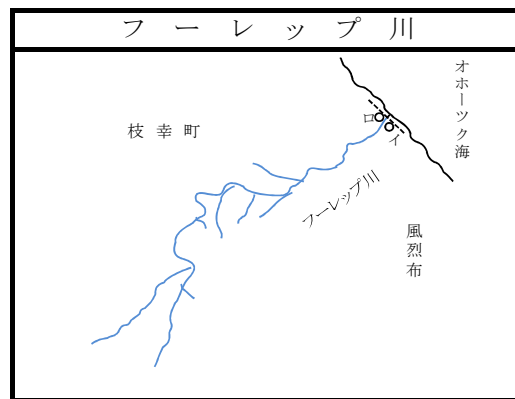 フーレップ川
オホーツク海
ロ
イ
枝幸町
フーレップ川
風烈布